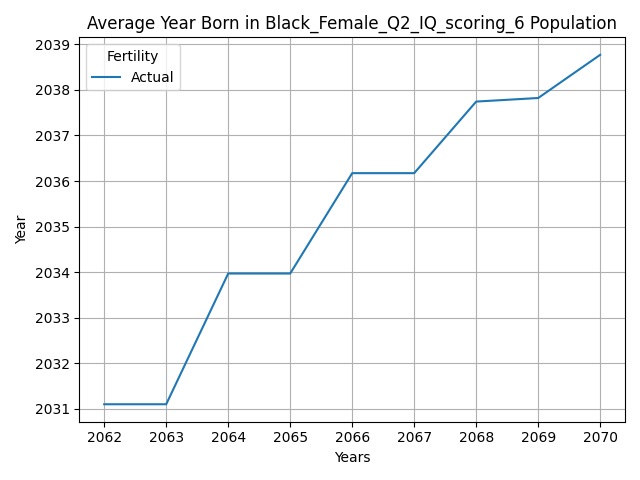 Average Year Born in Black_Female_Q2_IQ_scoring_6 Population
Fertility
Actual
Year
2039
2038
2037
2036
2035
2034
2033
2032
2031
2062 2063 2064 2065 2066 2067 2068 2069 2070
Years